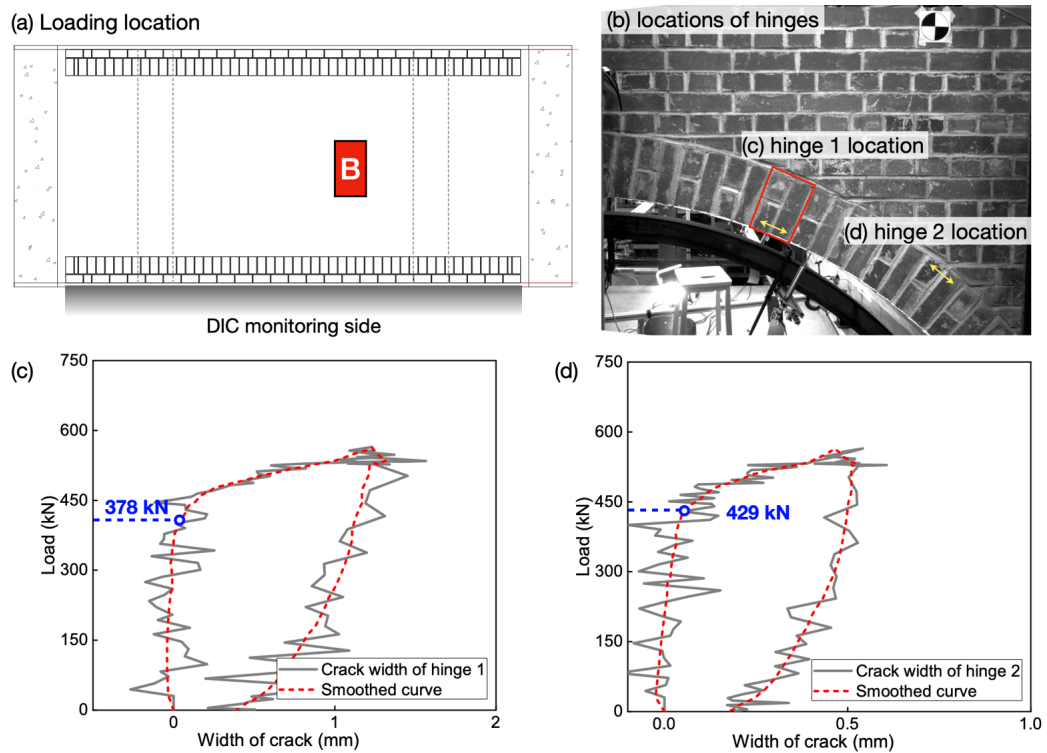 (a) Loading location
B
DIC monitoring side
(b) locations of hinges
(c) hinge 1 location
(d) hinge 2 location
(c)
750
600
450
300
150
0
Load (kN)
378 kN
Crack width of hinge 1
Smoothed curve
0
1
2
Width of crack (mm)
(d)
750
600
450
300
150
0
Load (kN)
429 kN
Crack width of hinge 2
Smoothed curve
0.0
0.5
1.0
Width of crack (mm)